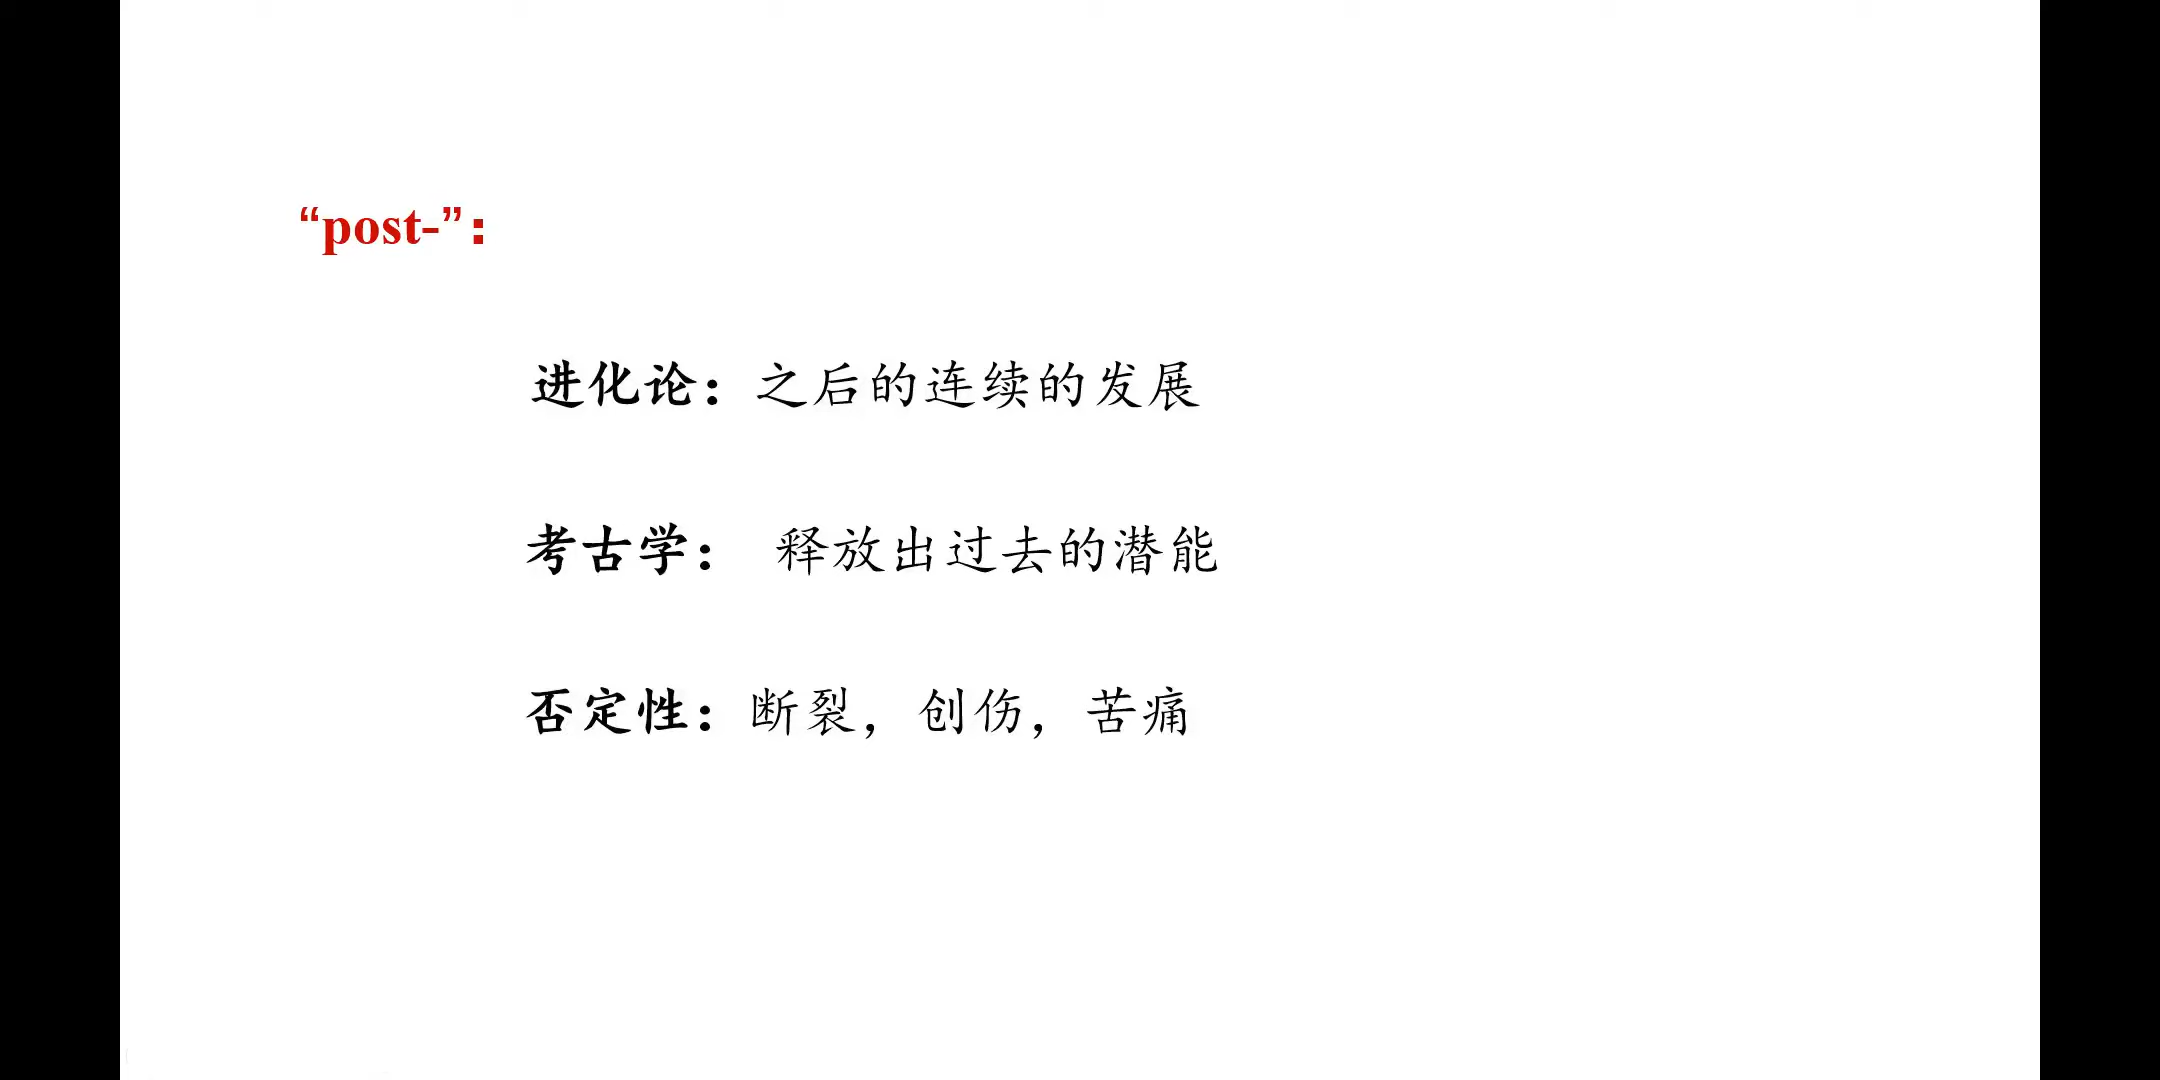 “post-”：
进化论：之后的连续的发展
考古学： 释放出过去的潜能
否定性：断裂，创伤，苦痛